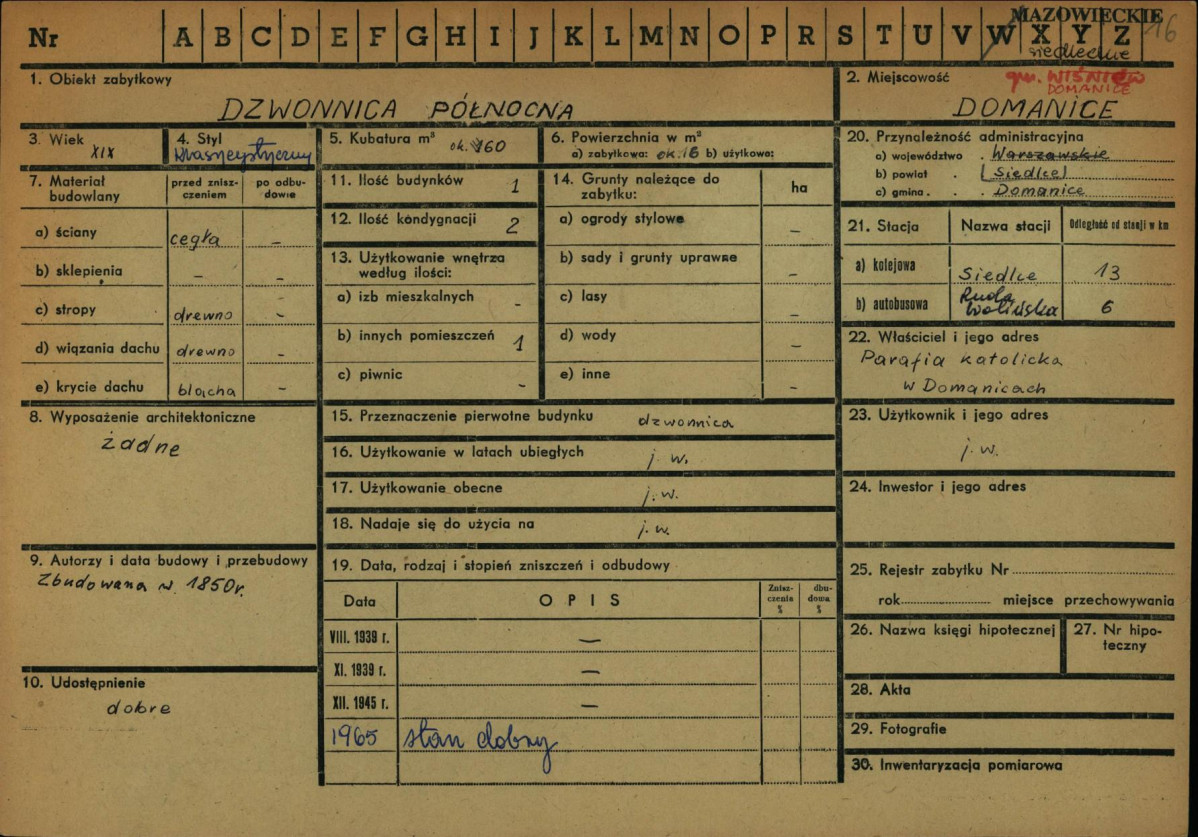 Nr A B C D E F G H I J K L M N O P R S T U V W X Y Z
MAZOWIECKIE
16
siedleckie
1. Obiekt zabytkowy
DZWONNICA PÓŁNOCNA
2. Miejscowość
gm. WIŚNIEW
DOMANICE
DOMANICE
3. Wiek
XIX
4. Styl
klasycystyczny
5. Kubatura m³
ok. 160
6. Powierzchnia w m²
a) zabytkowa: ok. 16 b) użytkowa:
20. Przynależność administracyjna
a) województwo . Warszawskie
b) powiat . Siedlce
c) gmina . . . Domanice
7. Materiał budowlany
przed zniszczeniem
po odbudowie
a) ściany cegła –
b) sklepienia – –
c) stropy drewno –
d) wiązania dachu drewno –
e) krycie dachu blacha –
11. Ilość budynków 1
12. Ilość kondygnacji 2
13. Użytkowanie wnętrza
według ilości:
a) izb mieszkalnych -
b) innych pomieszczeń 1
c) piwnic -
14. Grunty należące do
zabytku:
ha
a) ogrody stylowe –
b) sady i grunty uprawne –
c) lasy –
d) wody –
e) inne –
21. Stacja Nazwa stacji Odległość od stacji w km
a) kolejowa Siedlce 13
b) autobusowa Ruda Wolińska 6
22. Właściciel i jego adres
Parafia katolicka
w Domanicach
8. Wyposażenie architektoniczne
żadne
15. Przeznaczenie pierwotne budynku dzwonnica
16. Użytkowanie w latach ubiegłych j. w.
17. Użytkowanie obecne j. w.
18. Nadaje się do użycia na j. w.
23. Użytkownik i jego adres
j. w.
24. Inwestor i jego adres
9. Autorzy i data budowy i przebudowy
Zbudowana w 1850r.
19. Data, rodzaj i stopień zniszczeń i odbudowy
Data OPIS Zniszczenia % dbudowa %
VIII. 1939 r. —
XI. 1939 r. —
XII. 1945 r. —
1965 stan dobry
25. Rejestr zabytku Nr
rok miejsce przechowywania
26. Nazwa księgi hipotecznej
27. Nr hipoteczny
10. Udostępnienie
dobre
28. Akta
29. Fotografie
30. Inwentaryzacja pomiarowa